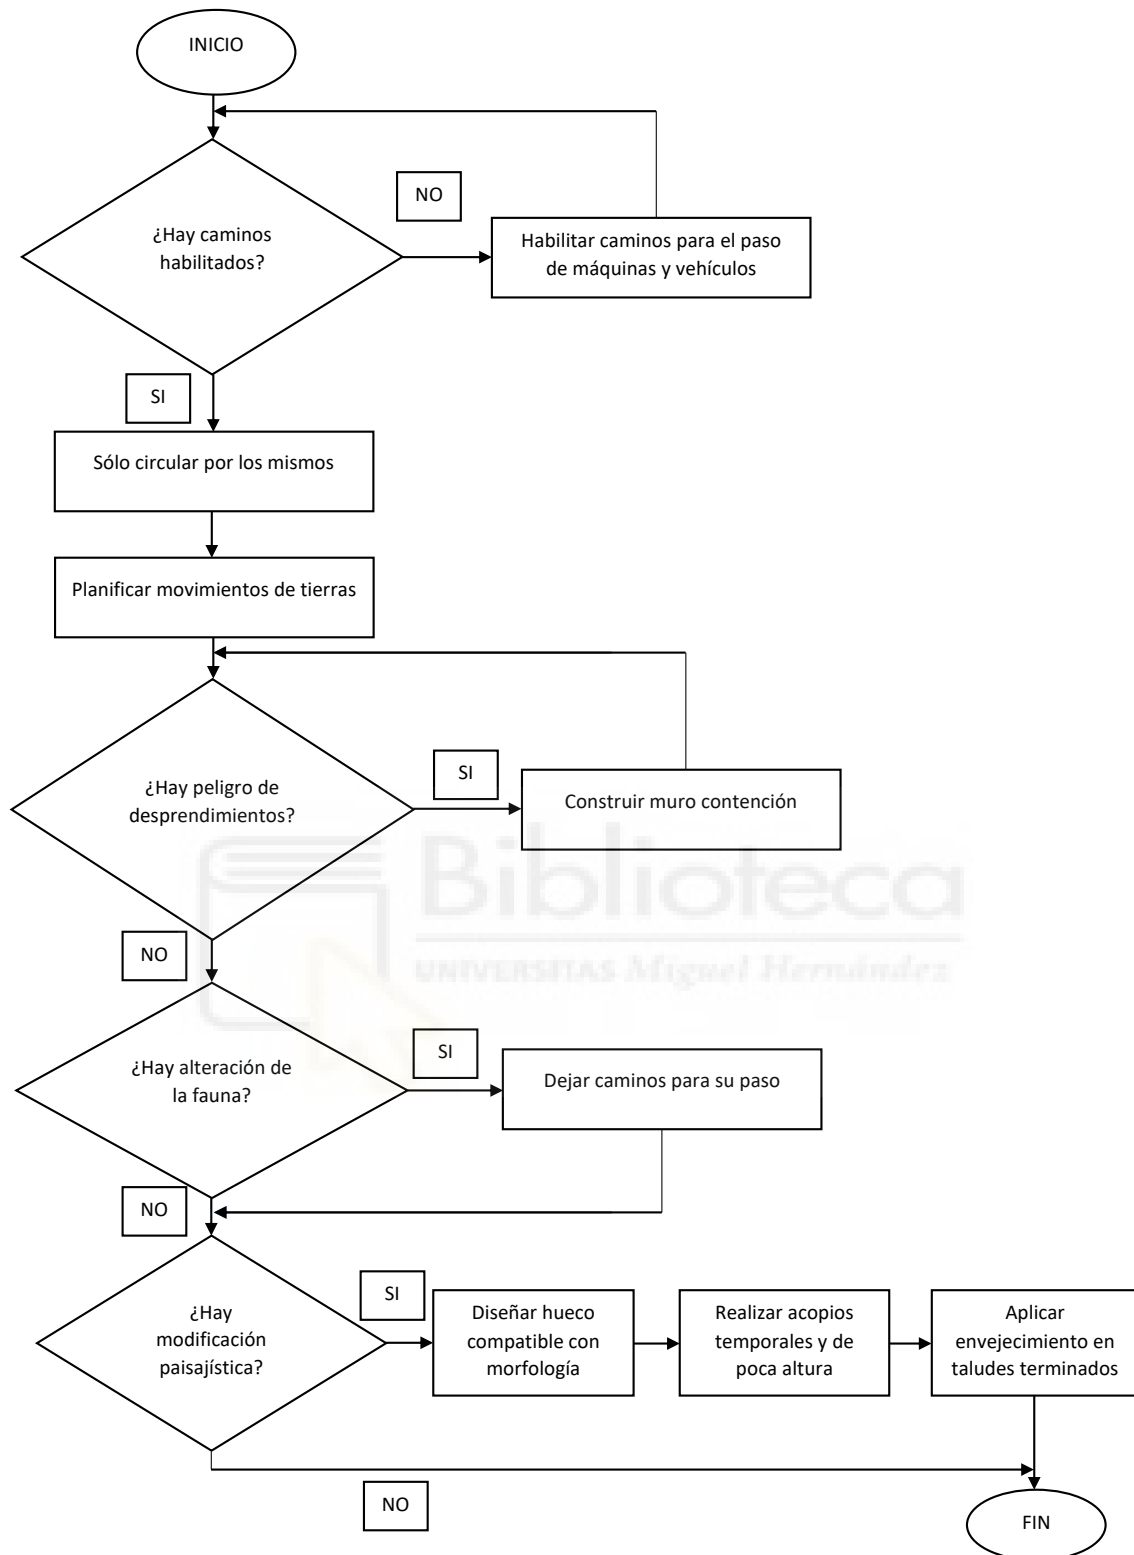 INICIO
NO
¿Hay caminos
habilitados?
Habilitar caminos para el paso
de máquinas y vehículos
SI
Sólo circular por los mismos
Planificar movimientos de tierras
SI
¿Hay peligro de
desprendimientos?
Construir muro contención
Biblioteca
UNIVERSITAS Miguel Hernández
NO
SI
¿Hay alteración de
la fauna?
Dejar caminos para su paso
NO
SI
¿Hay
modificación
paisajística?
Diseñar hueco
compatible con
morfología
Realizar acopios
temporales y de
poca altura
Aplicar
envejecimiento en
taludes terminados
NO
FIN